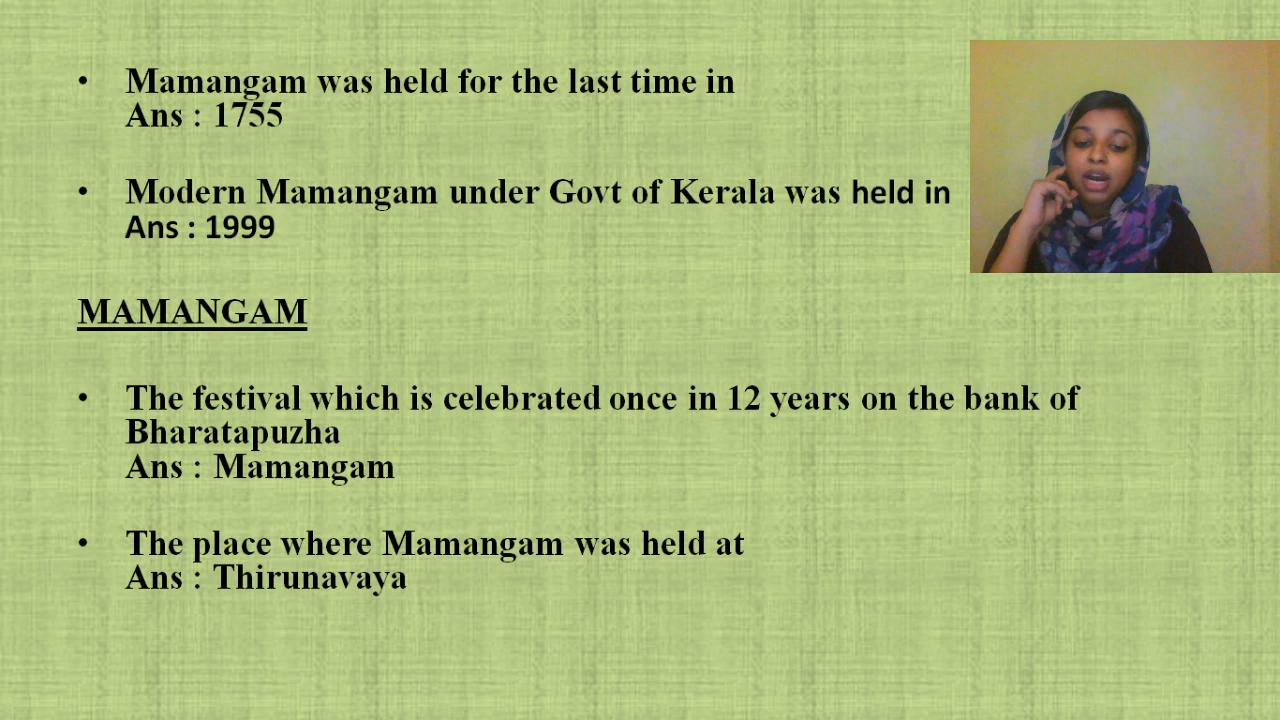 • Mamangam was held for the last time in
Ans : 1755
• Modern Mamangam under Govt of Kerala was held in
Ans : 1999
MAMANGAM
• The festival which is celebrated once in 12 years on the bank of
Bharatapuzha
Ans : Mamangam
• The place where Mamangam was held at
Ans : Thirunavaya